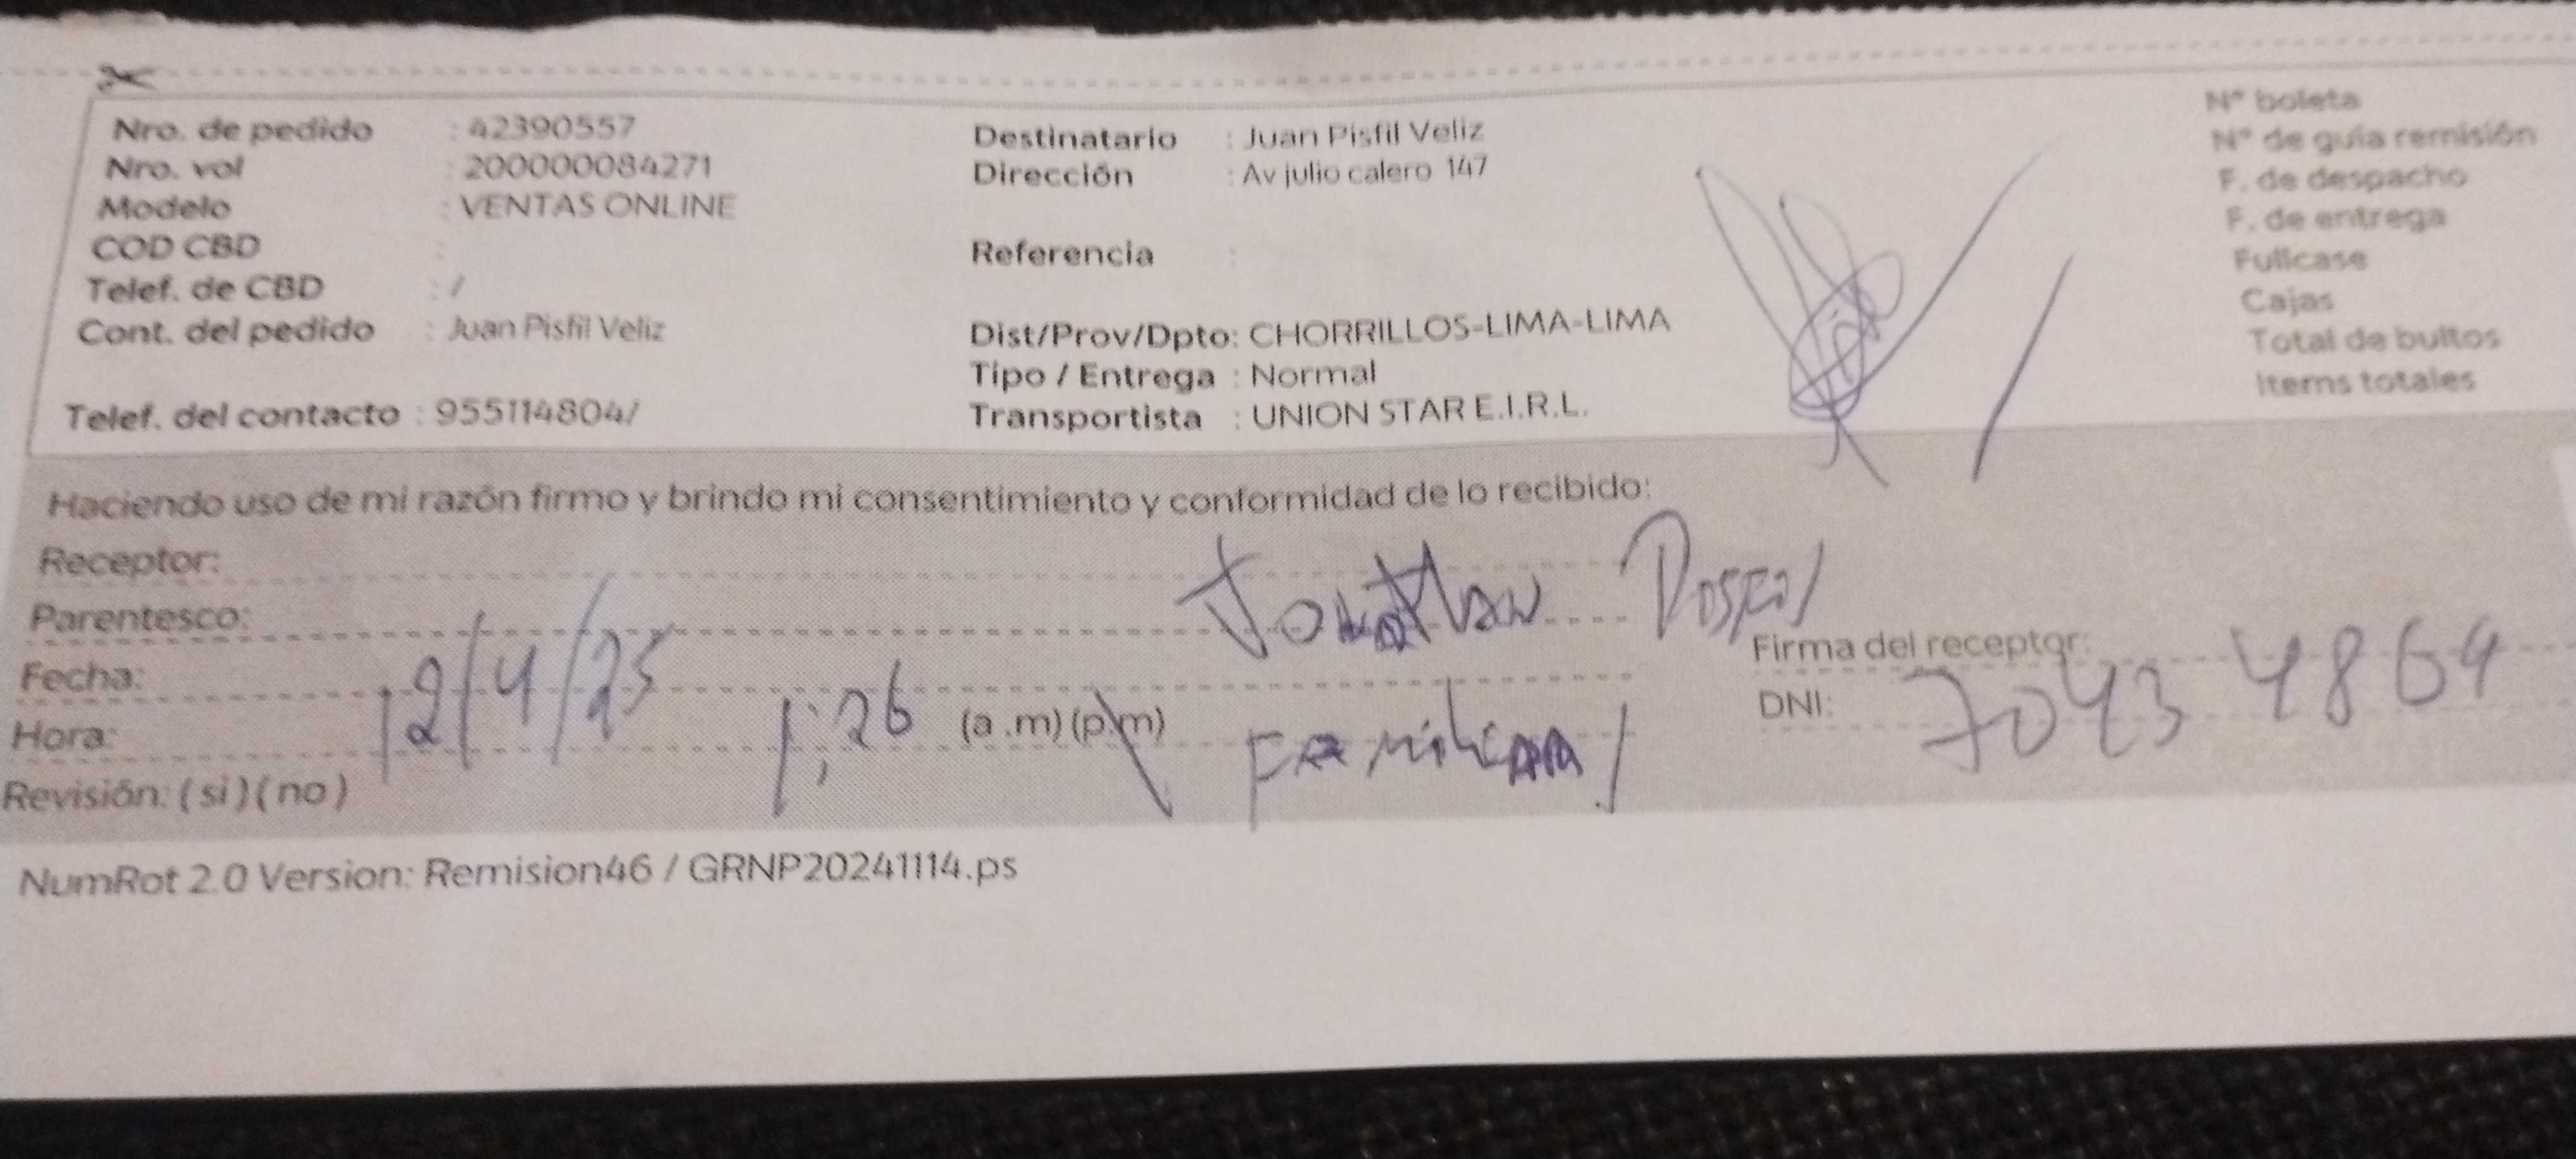 Nro. de pedido : 42390557
Nro. vol : 200000084271
Modelo : VENTAS ONLINE
COD CBD :
Telef. de CBD : /
Cont. del pedido : Juan Pisfil Veliz
Telef. del contacto : 955114804/
Destinatario : Juan Pisfil Veliz
Dirección : Av julio calero 147
Referencia :
Dist/Prov/Dpto: CHORRILLOS-LIMA-LIMA
Tipo / Entrega : Normal
Transportista : UNION STAR E.I.R.L.
N° boleta
N° de guia remisión
F. de despacho
F. de entrega
Fullcase
Cajas
Total de bultos
Items totales
Haciendo uso de mi razón firmo y brindo mi consentimiento y conformidad de lo recibido:
Receptor: Jonathan
Parentesco:
Firma del receptor:
Fecha: 12/4/25
DNI: 70434864
Hora: 1:26 (a .m) (p.m)
Revisión: ( si ) ( no )
NumRot 2.0 Version: Remision46 / GRNP20241114.ps